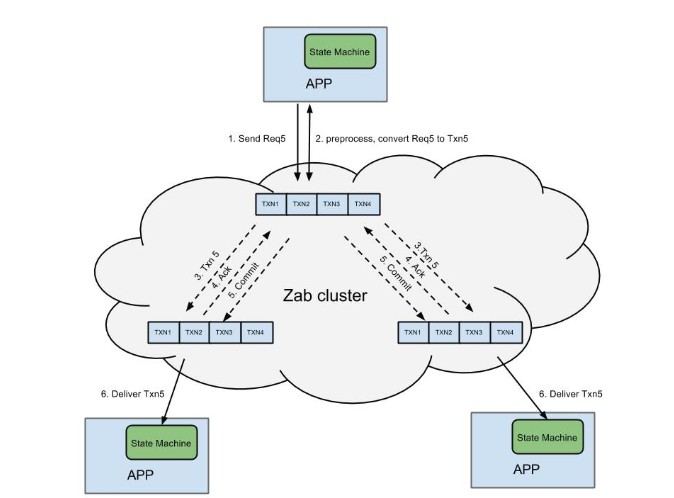 State Machine
APP
1. Send Req5
2. preprocess, convert Req5 to Txn5
TXN1 TXN2 TXN3 TXN4
3. Txn 5
4. Ack
5. Commit
5. Commit
4. Ack
3.Txn 5
Zab cluster
TXN1 TXN2 TXN3 TXN4
TXN1 TXN2 TXN3 TXN4
6. Deliver Txn5
6. Deliver Txn5
State Machine
APP
State Machine
APP